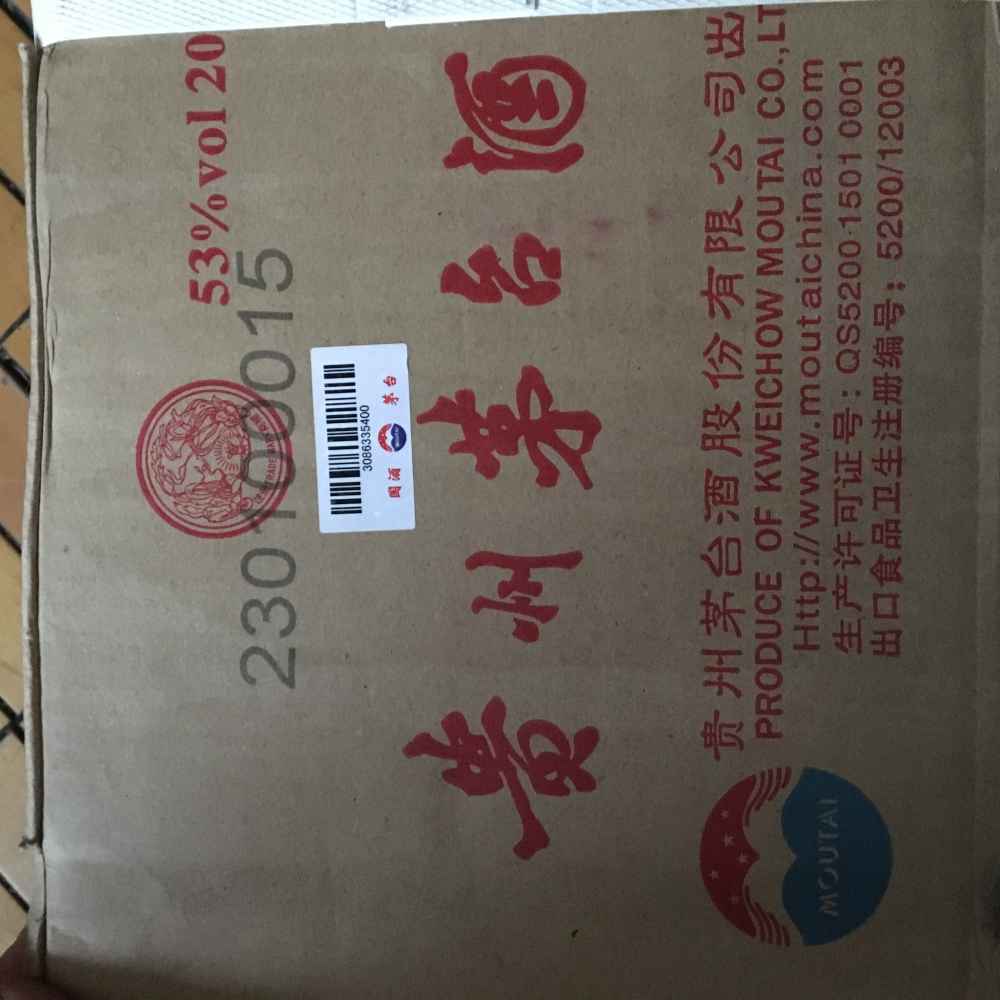 53%vol 20
2301000015
3086335400
国酒 茅台
貴州茅台酒
贵州茅台酒股份有限公司出
PRODUCE OF KWEICHOW MOUTAI CO.,LT
Http://www.moutaichina.com
生产许可证号：QS5200 1501 0001
出口食品卫生注册编号：5200/12003
MOUTAI